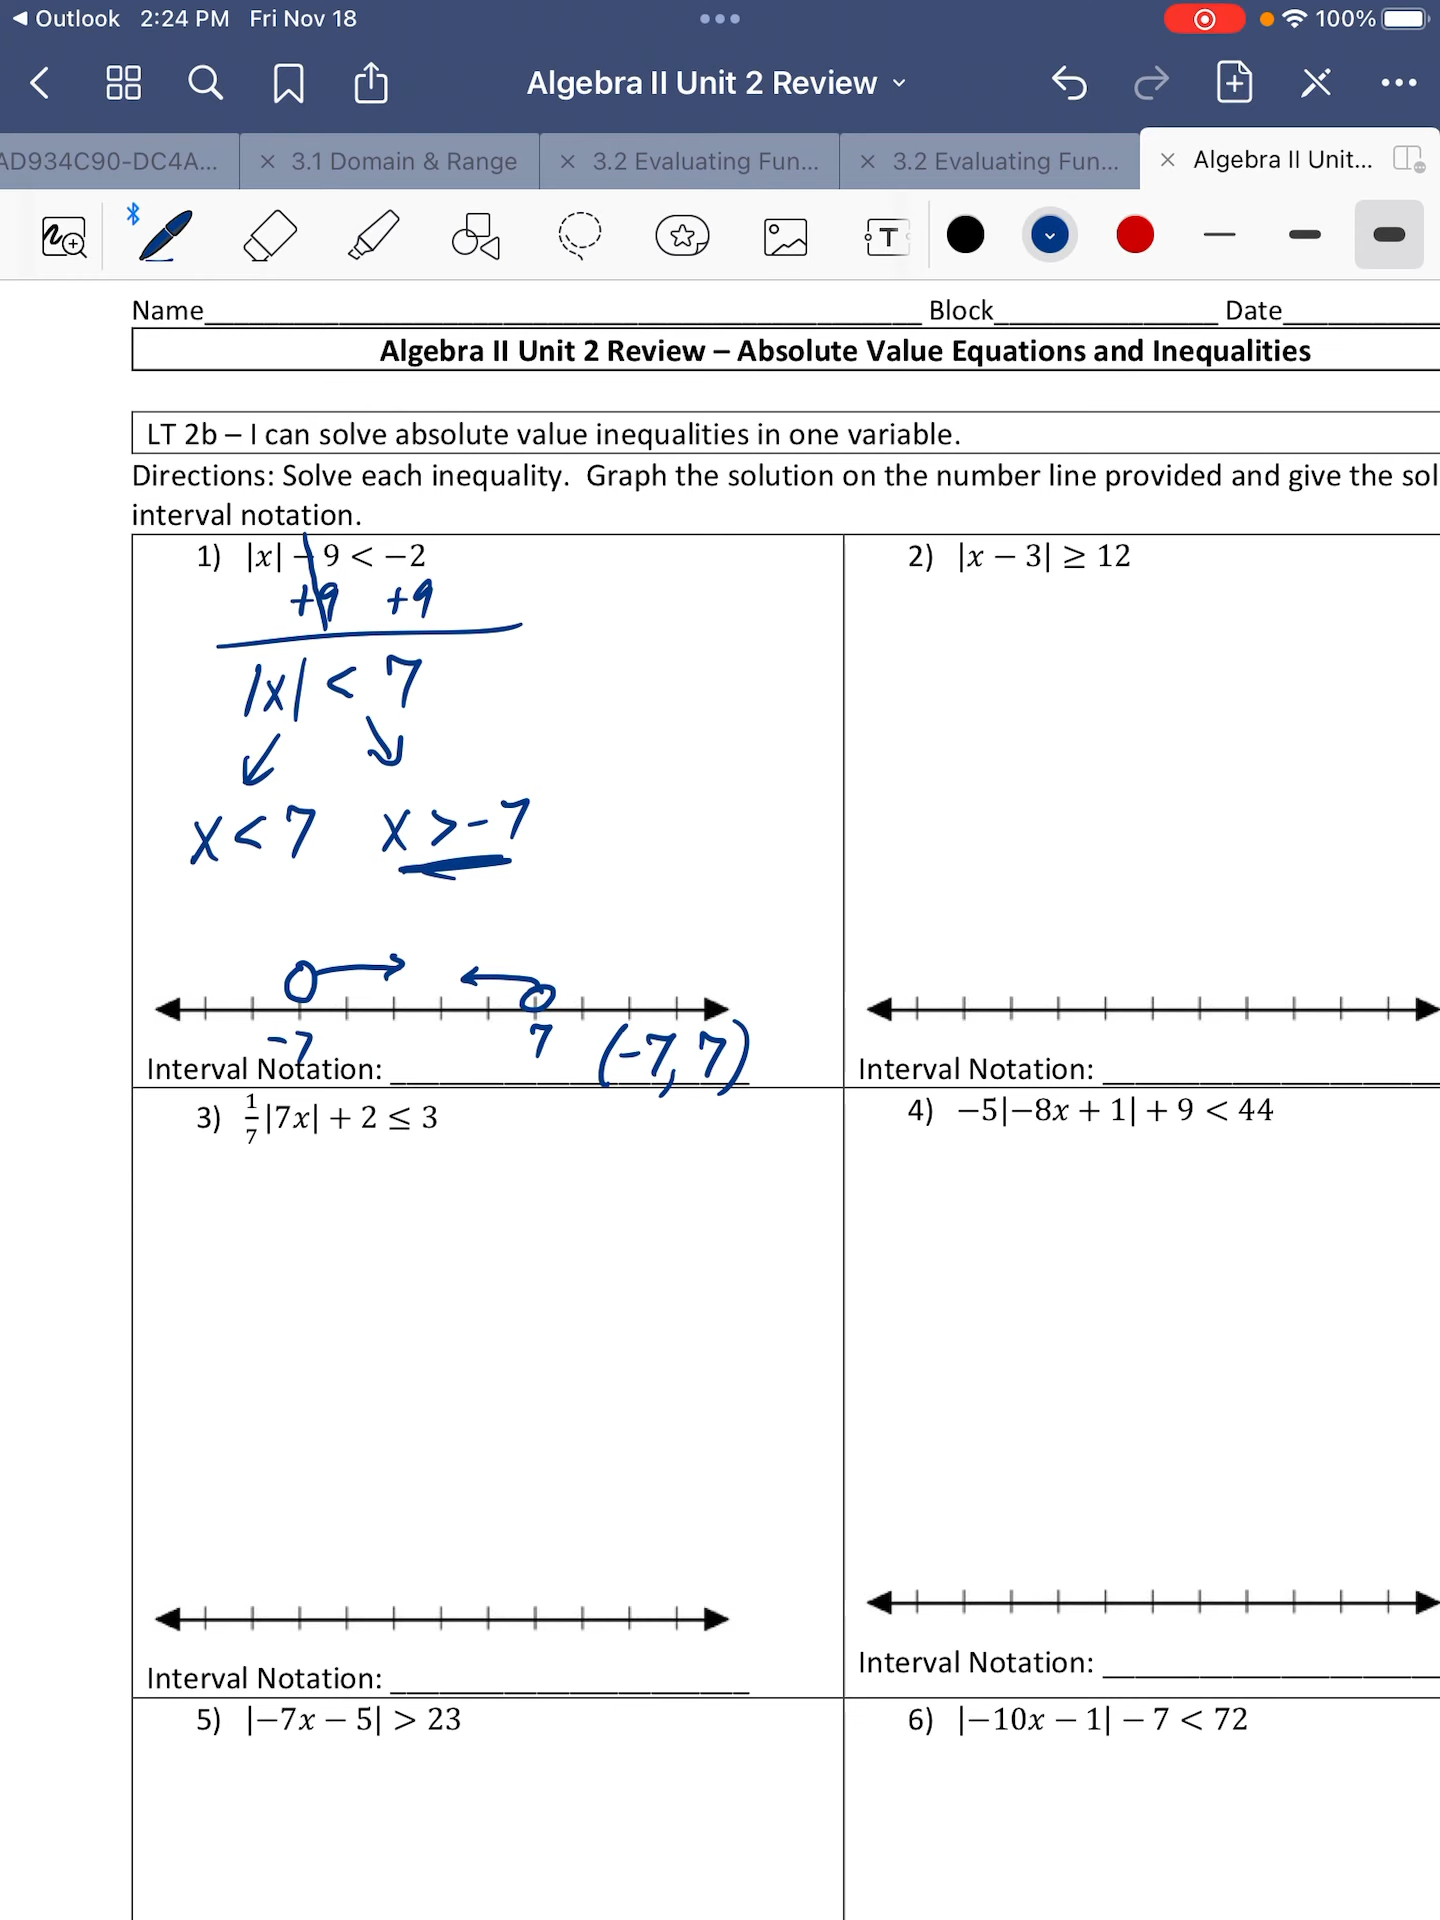 Outlook 2:24 PM Fri Nov 18 100%
Algebra II Unit 2 Review
AD934C90-DC4A... 3.1 Domain & Range 3.2 Evaluating Fun... 3.2 Evaluating Fun... Algebra II Unit...
T
Name Block Date
Algebra II Unit 2 Review – Absolute Value Equations and Inequalities
LT 2b – I can solve absolute value inequalities in one variable.
Directions: Solve each inequality. Graph the solution on the number line provided and give the sol
interval notation.
1) |x| − 9 < −2
+9 +9
|x| < 7
x < 7 x > -7
-7 7 (-7, 7)
Interval Notation:
2) |x − 3| ≥ 12
Interval Notation:
3) 1/7 |7x| + 2 ≤ 3
Interval Notation:
4) −5|−8x + 1| + 9 < 44
Interval Notation:
5) |−7x − 5| > 23
6) |−10x − 1| − 7 < 72